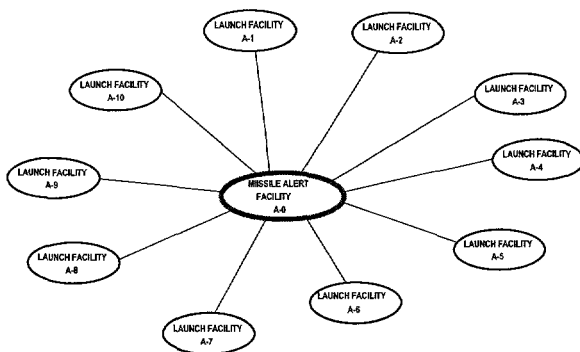 LAUNCH FACILITY
A-1
LAUNCH FACILITY
A-2
LAUNCH FACILITY
A-10
LAUNCH FACILITY
A-3
LAUNCH FACILITY
A-4
LAUNCH FACILITY
A-9
MISSILE ALERT
FACILITY
A-0
LAUNCH FACILITY
A-5
LAUNCH FACILITY
A-8
LAUNCH FACILITY
A-6
LAUNCH FACILITY
A-7